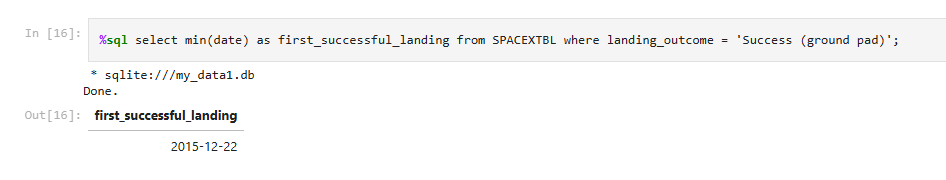 In [16]: %sql select min(date) as first_successful_landing from SPACEXTBL where landing_outcome = 'Success (ground pad)';
* sqlite:///my_data1.db
Done.
Out[16]: first_successful_landing
2015-12-22